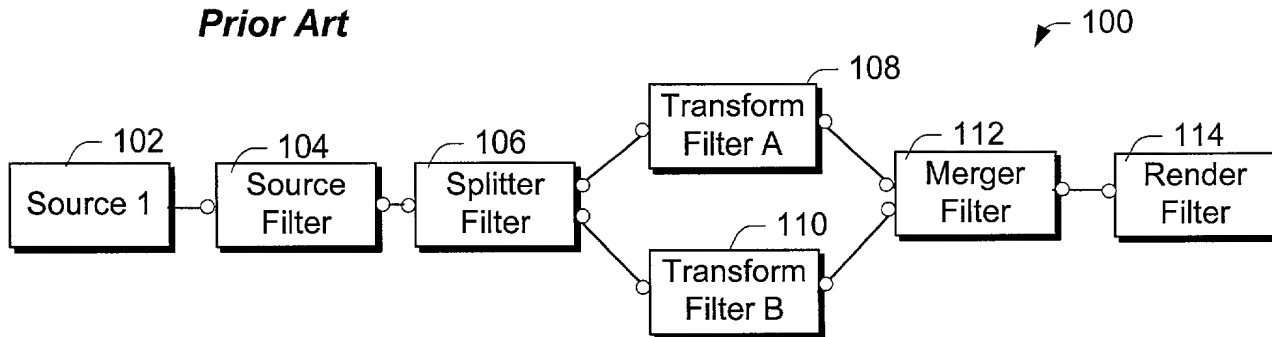 Prior Art
100
108
Transform
Filter A
102
Source 1
104
Source
Filter
106
Splitter
Filter
112
Merger
Filter
114
Render
Filter
110
Transform
Filter B